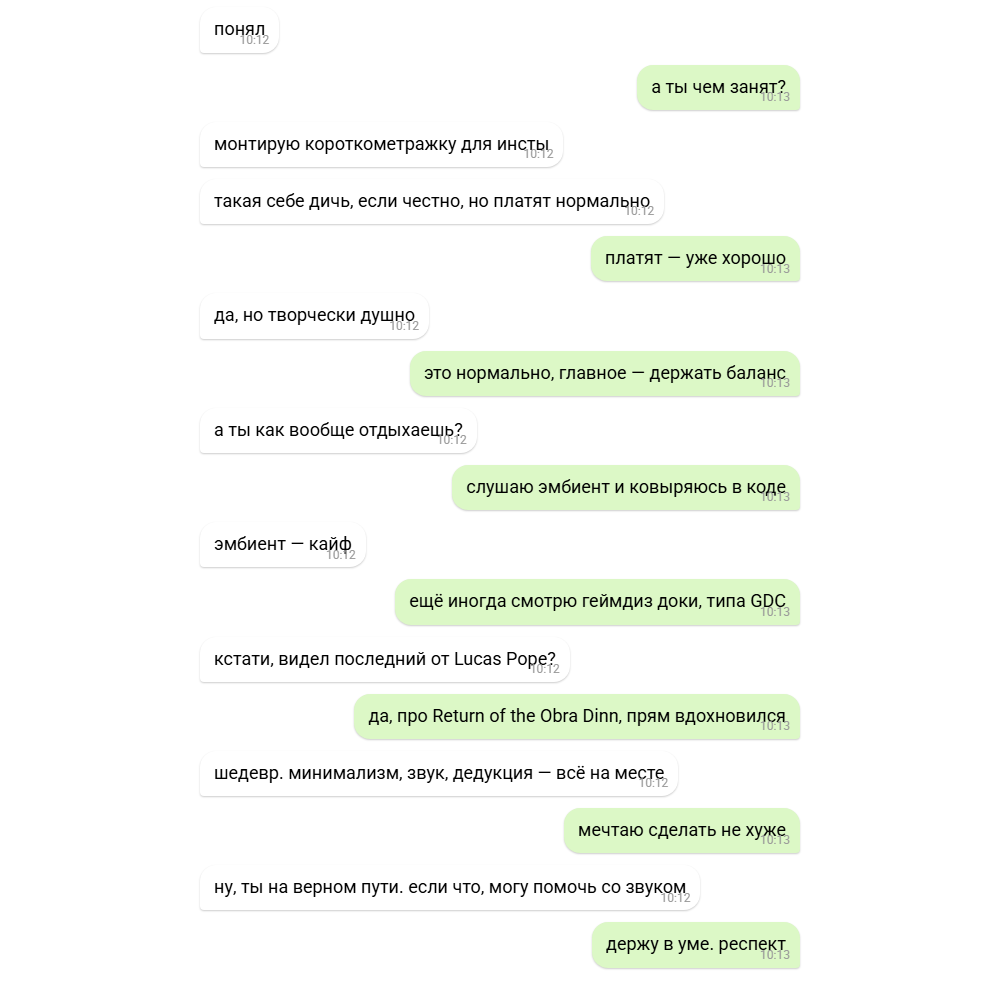 понял
10:12
а ты чем занят?
10:13
монтирую короткометражку для инсты
10:12
такая себе дичь, если честно, но платят нормально
10:12
платят — уже хорошо
10:13
да, но творчески душно
10:12
это нормально, главное — держать баланс
10:13
а ты как вообще отдыхаешь?
10:12
слушаю эмбиент и ковыряюсь в коде
10:13
эмбиент — кайф
10:12
ещё иногда смотрю геймдиз доки, типа GDC
10:13
кстати, видел последний от Lucas Pope?
10:12
да, про Return of the Obra Dinn, прям вдохновился
10:13
шедевр. минимализм, звук, дедукция — всё на месте
10:12
мечтаю сделать не хуже
10:13
ну, ты на верном пути. если что, могу помочь со звуком
10:12
держу в уме. респект
10:13